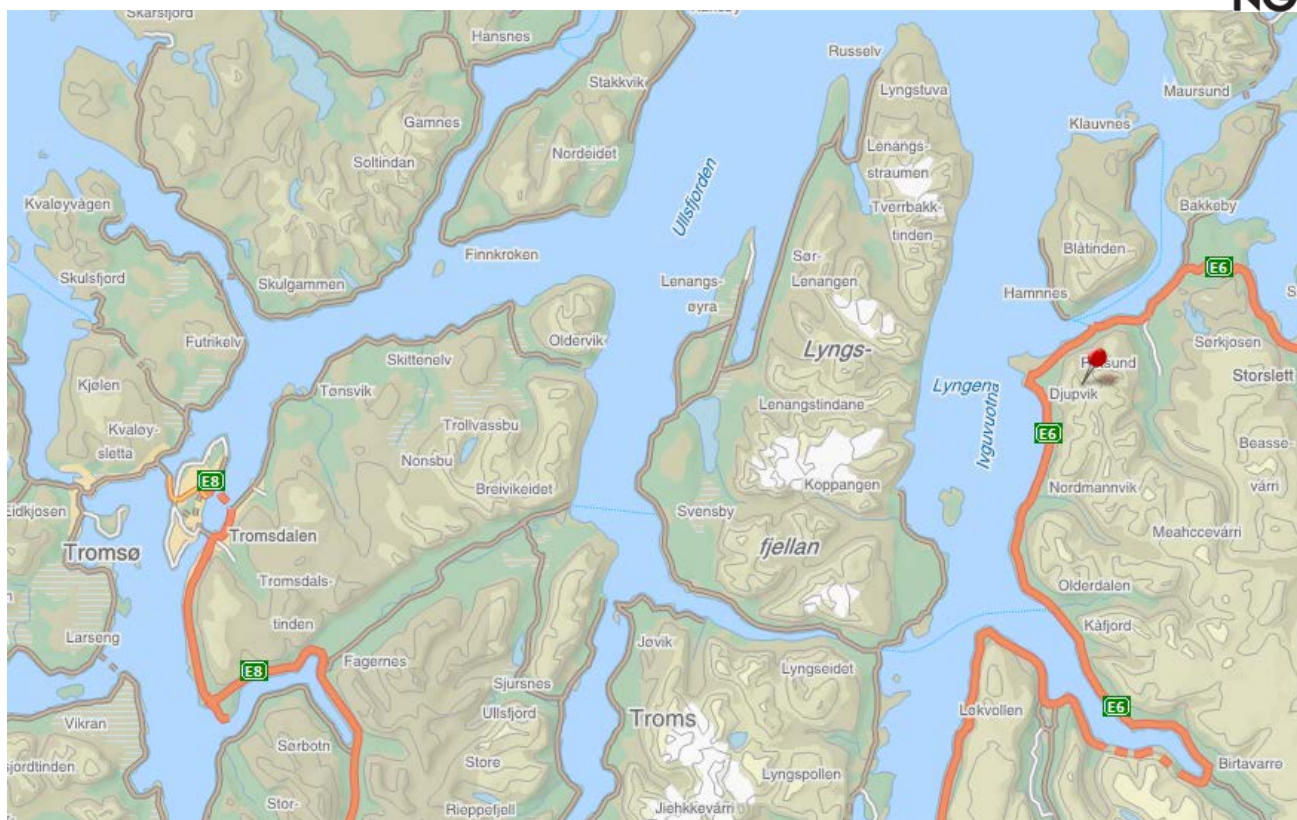 NG
Skarsfjord
Hansnes
Russelv
Stakkvik
Lyngstuva
Maursund
Gamnes
Klauvnes
Soltindan
Nordeidet
Lenangs-
straumen
Ullsfjorden
Kvaløyvågen
Tverrbakk-
tinden
Bakkeby
Finnkroken
Blåtinden
Skulsfjord
Skulgammen
Lenangs-
øyra
Sør-
Lenangen
E6
Hamnnes
Futrikelv
Oldervik
Sørkjosen
Skittenelv
Lyngs-
Kjølen
Tønsvik
Lyngen
Ivguvuotna
Djupvik
Storslett
Lenangstindane
Kvaløy-
sletta
Trollvassbu
E6
Nonsbu
Beasse-
várri
E8
Breivikeidet
Koppangen
Nordmannvik
Eidkjosen
Svensby
Meahccevárri
Tromsdalen
Tromsø
fjellan
Tromsdals-
tinden
Olderdalen
Larseng
Kåfjord
Jøvik
Fagernes
Lyngseidet
E8
Sjursnes
Løkvollen
E6
Vikran
Ullsfjord
Troms
Sørbotn
sjordtinden
Store
Lyngspollen
Birtavarre
Stor-
Rieppefjell
Jiehkkevárri